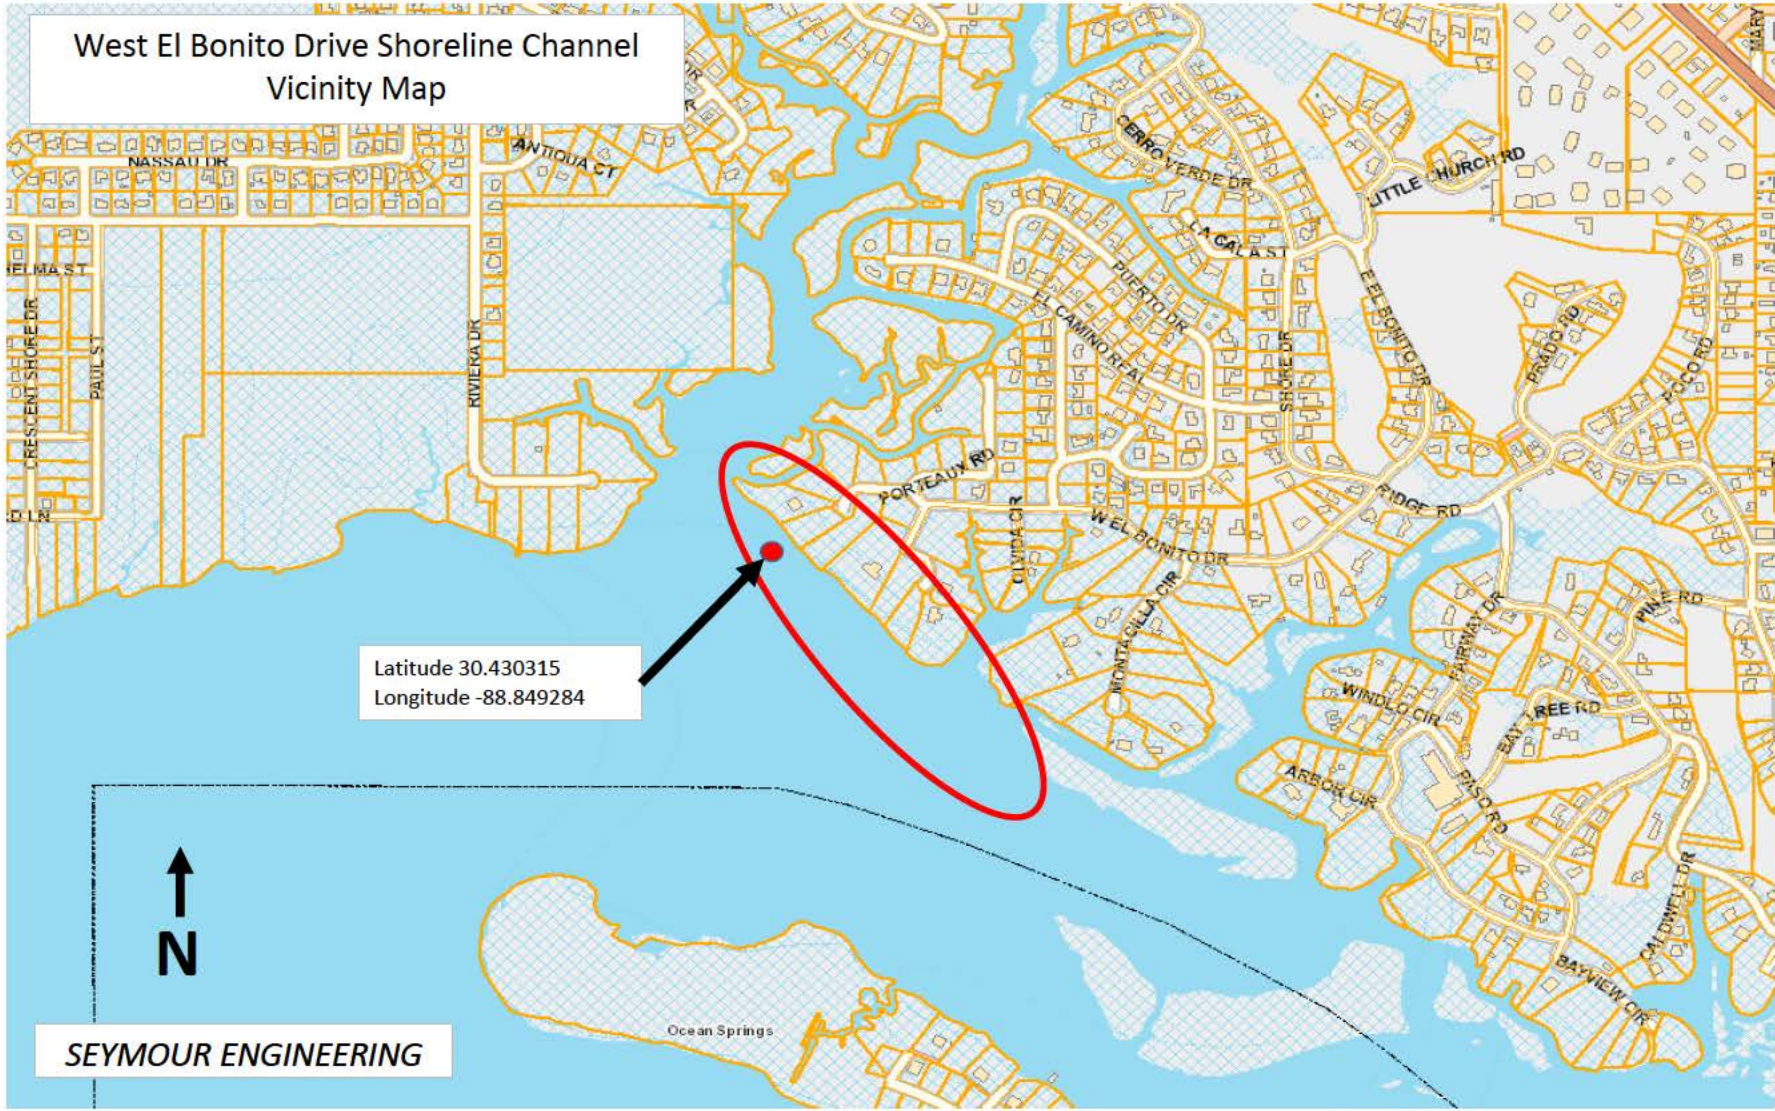 West El Bonito Drive Shoreline Channel
Vicinity Map
MARY
NASSAU DR
ANTIQUA CT
CERRO VERDE DR
LITTLE CHURCH RD
LA CALA ST
HELMA ST
PUERTO DR
EL CAMINO REAL
E EL BONITO DR
PRADO RD
POCO RD
CRESCENT SHORE DR
PAUL ST
RIVIERA DR
SHORE DR
PORTEAUX RD
RIDGE RD
D LN
OLVIDA CIR
W EL BONITO DR
MONTACILLA CIR
FAIRWAY DR
PINE RD
Latitude 30.430315
Longitude -88.849284
WINDLO CIR
BAY TREE RD
ARBOR CIR
PASO RD
CALDWELL DR
BAYVIEW CIR
N
Ocean Springs
SEYMOUR ENGINEERING